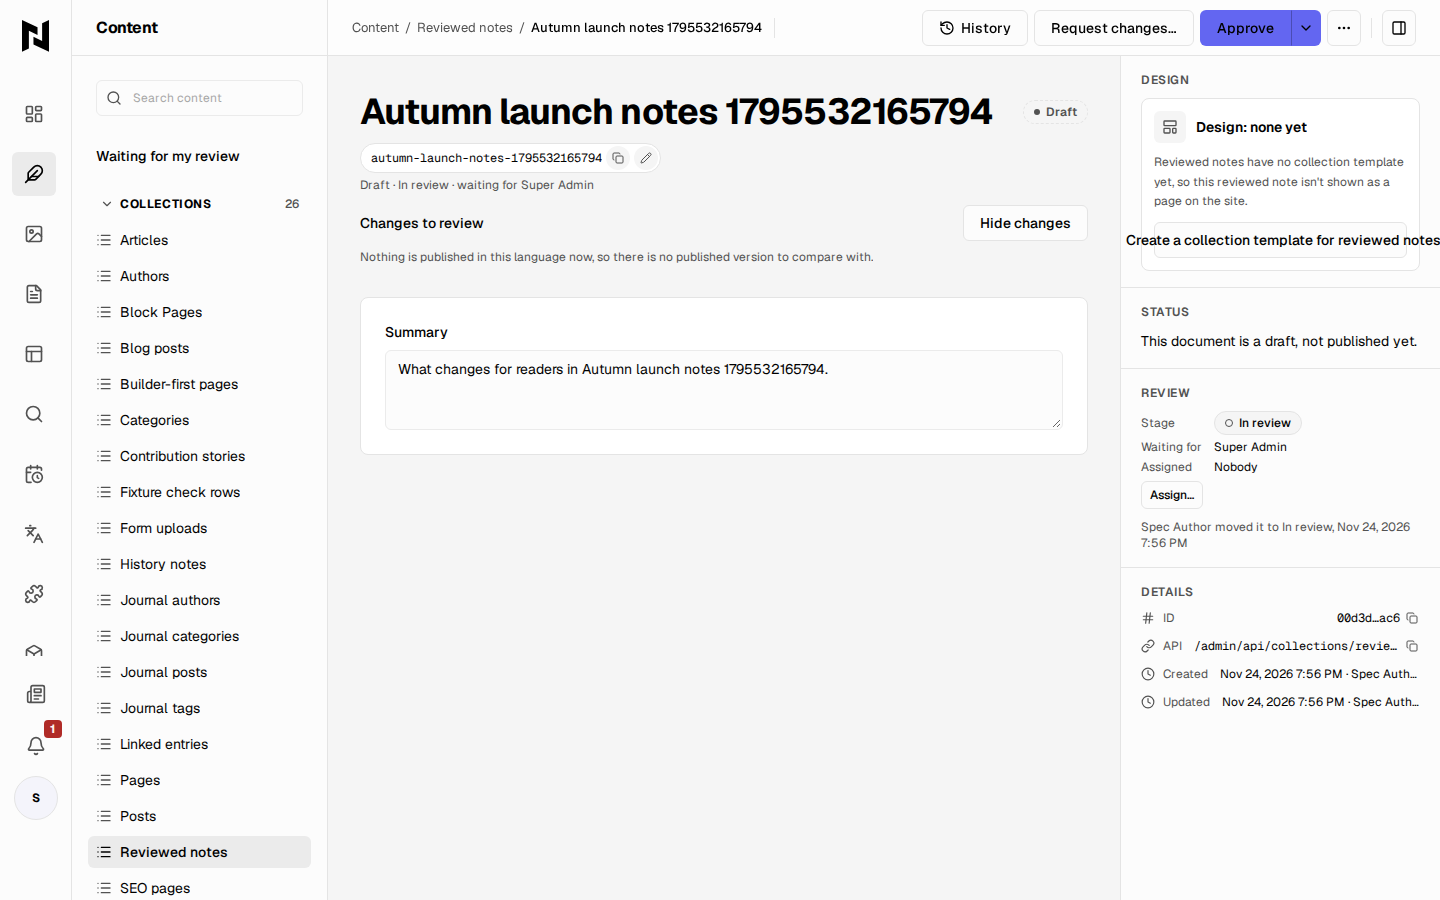 Content
Content / Reviewed notes / Autumn launch notes 1795532165794
History
Request changes...
Approve
Search content
Waiting for my review
COLLECTIONS 26
Articles
Authors
Block Pages
Blog posts
Builder-first pages
Categories
Contribution stories
Fixture check rows
Form uploads
History notes
Journal authors
Journal categories
Journal posts
Journal tags
Linked entries
Pages
Posts
Reviewed notes
SEO pages
1
S
Autumn launch notes 1795532165794
Draft
autumn-launch-notes-1795532165794
Draft · In review · waiting for Super Admin
Changes to review
Hide changes
Nothing is published in this language now, so there is no published version to compare with.
Summary
What changes for readers in Autumn launch notes 1795532165794.
DESIGN
Design: none yet
Reviewed notes have no collection template
yet, so this reviewed note isn't shown as a
page on the site.
Create a collection template for reviewed notes
STATUS
This document is a draft, not published yet.
REVIEW
Stage In review
Waiting for Super Admin
Assigned Nobody
Assign...
Spec Author moved it to In review, Nov 24, 2026
7:56 PM
DETAILS
ID 00d3d…ac6
API /admin/api/collections/revie…
Created Nov 24, 2026 7:56 PM · Spec Auth…
Updated Nov 24, 2026 7:56 PM · Spec Auth…